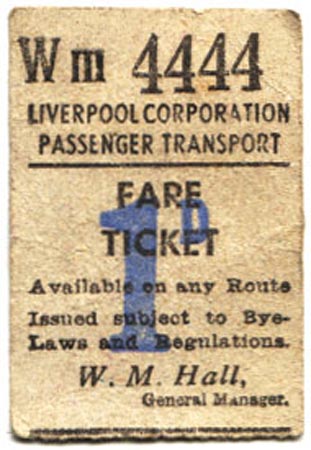 Wm 4444
LIVERPOOL CORPORATION
PASSENGER TRANSPORT
FARE
1D
TICKET
Available on any Route
Issued subject to Bye-
Laws and Regulations.
W. M. Hall,
General Manager.